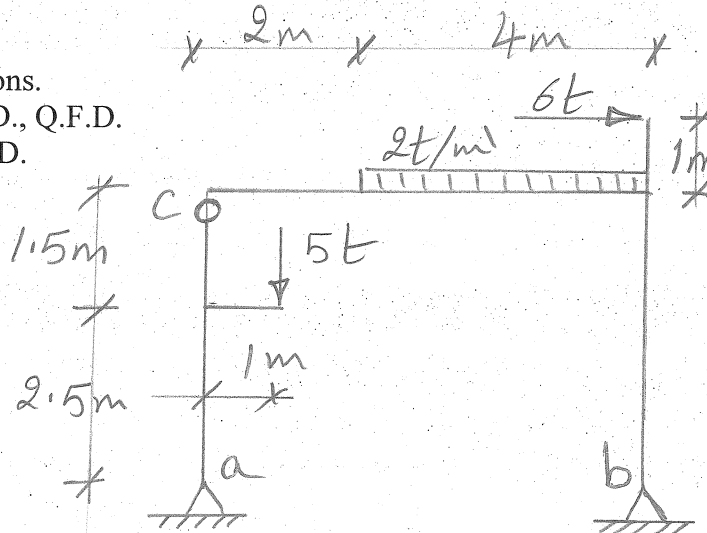 2m 4m
ons.
D., Q.F.D.
D.
6t
2t/m'
1m
C
1.5m
5t
1m
2.5m
a
b